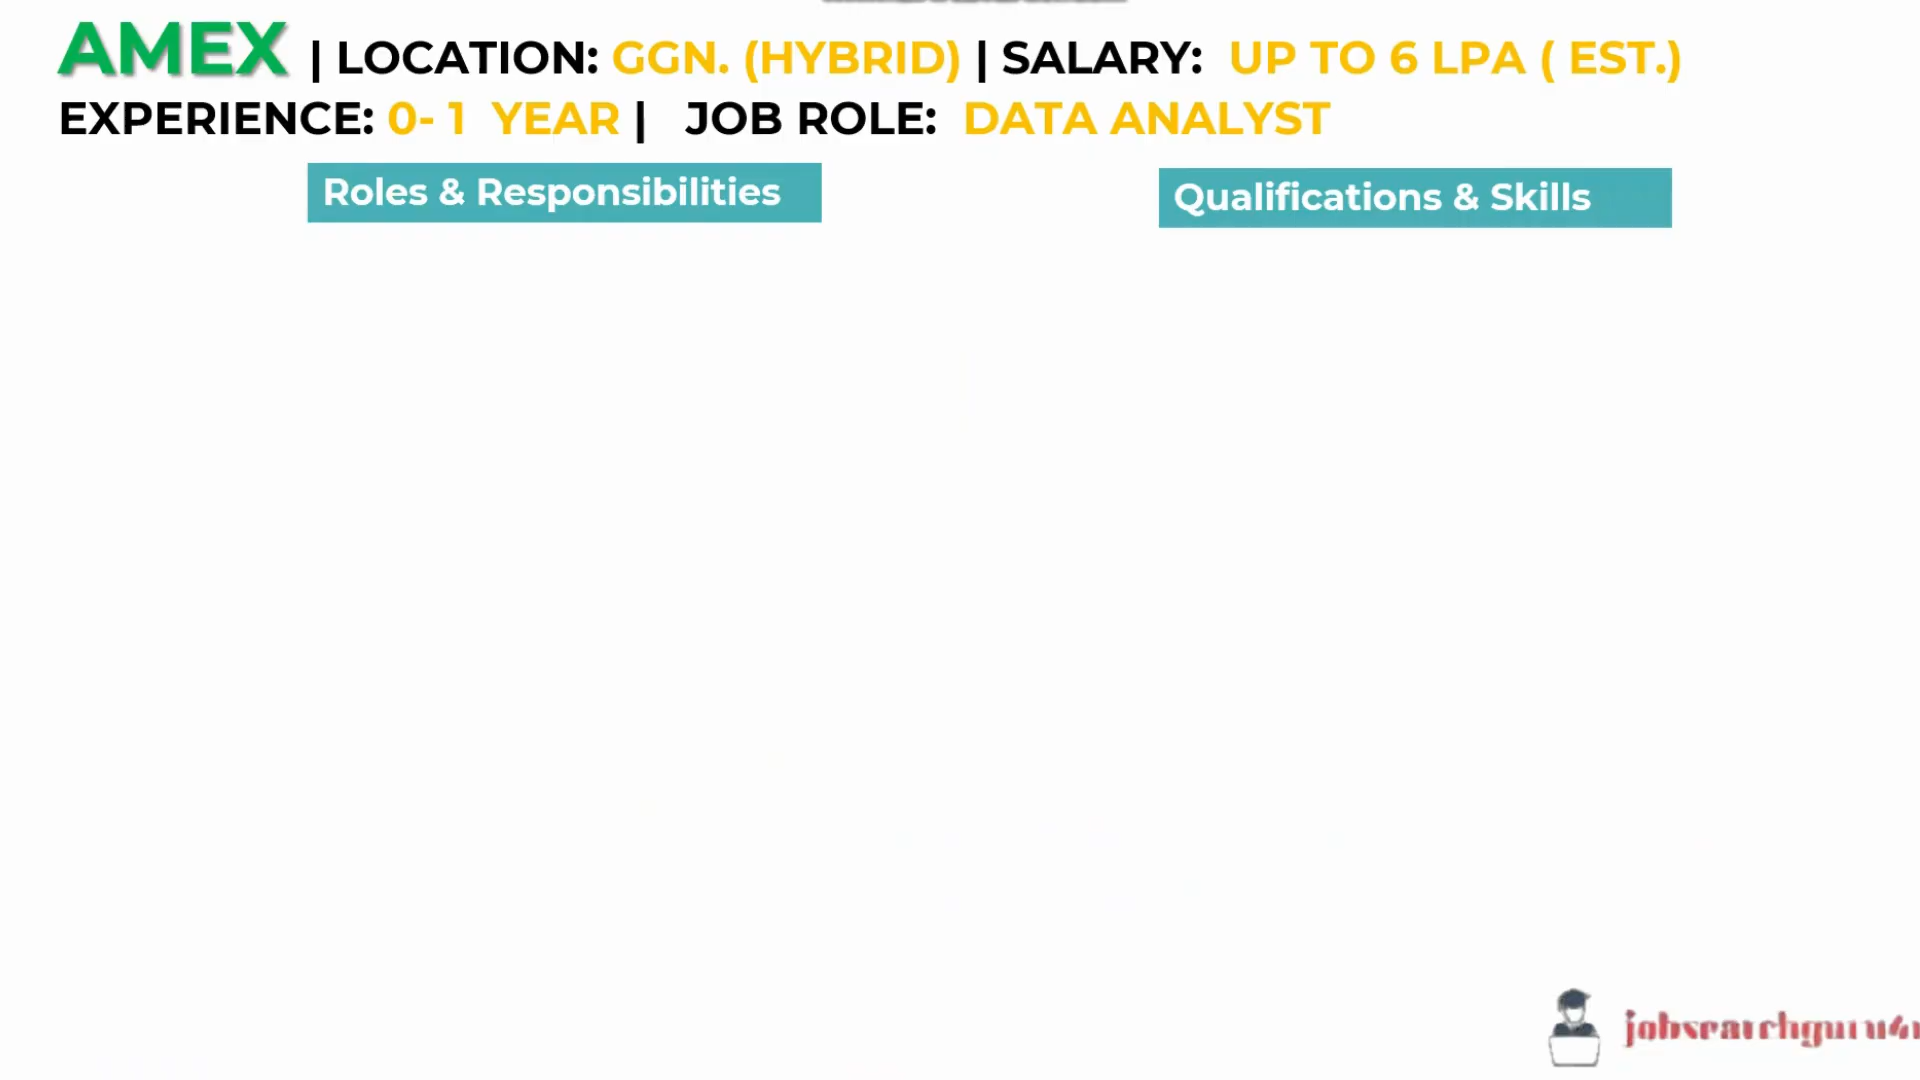 AMEX | LOCATION: GGN. (HYBRID) | SALARY: UP TO 6 LPA ( EST.)
EXPERIENCE: 0- 1 YEAR | JOB ROLE: DATA ANALYST
Roles & Responsibilities
Qualifications & Skills